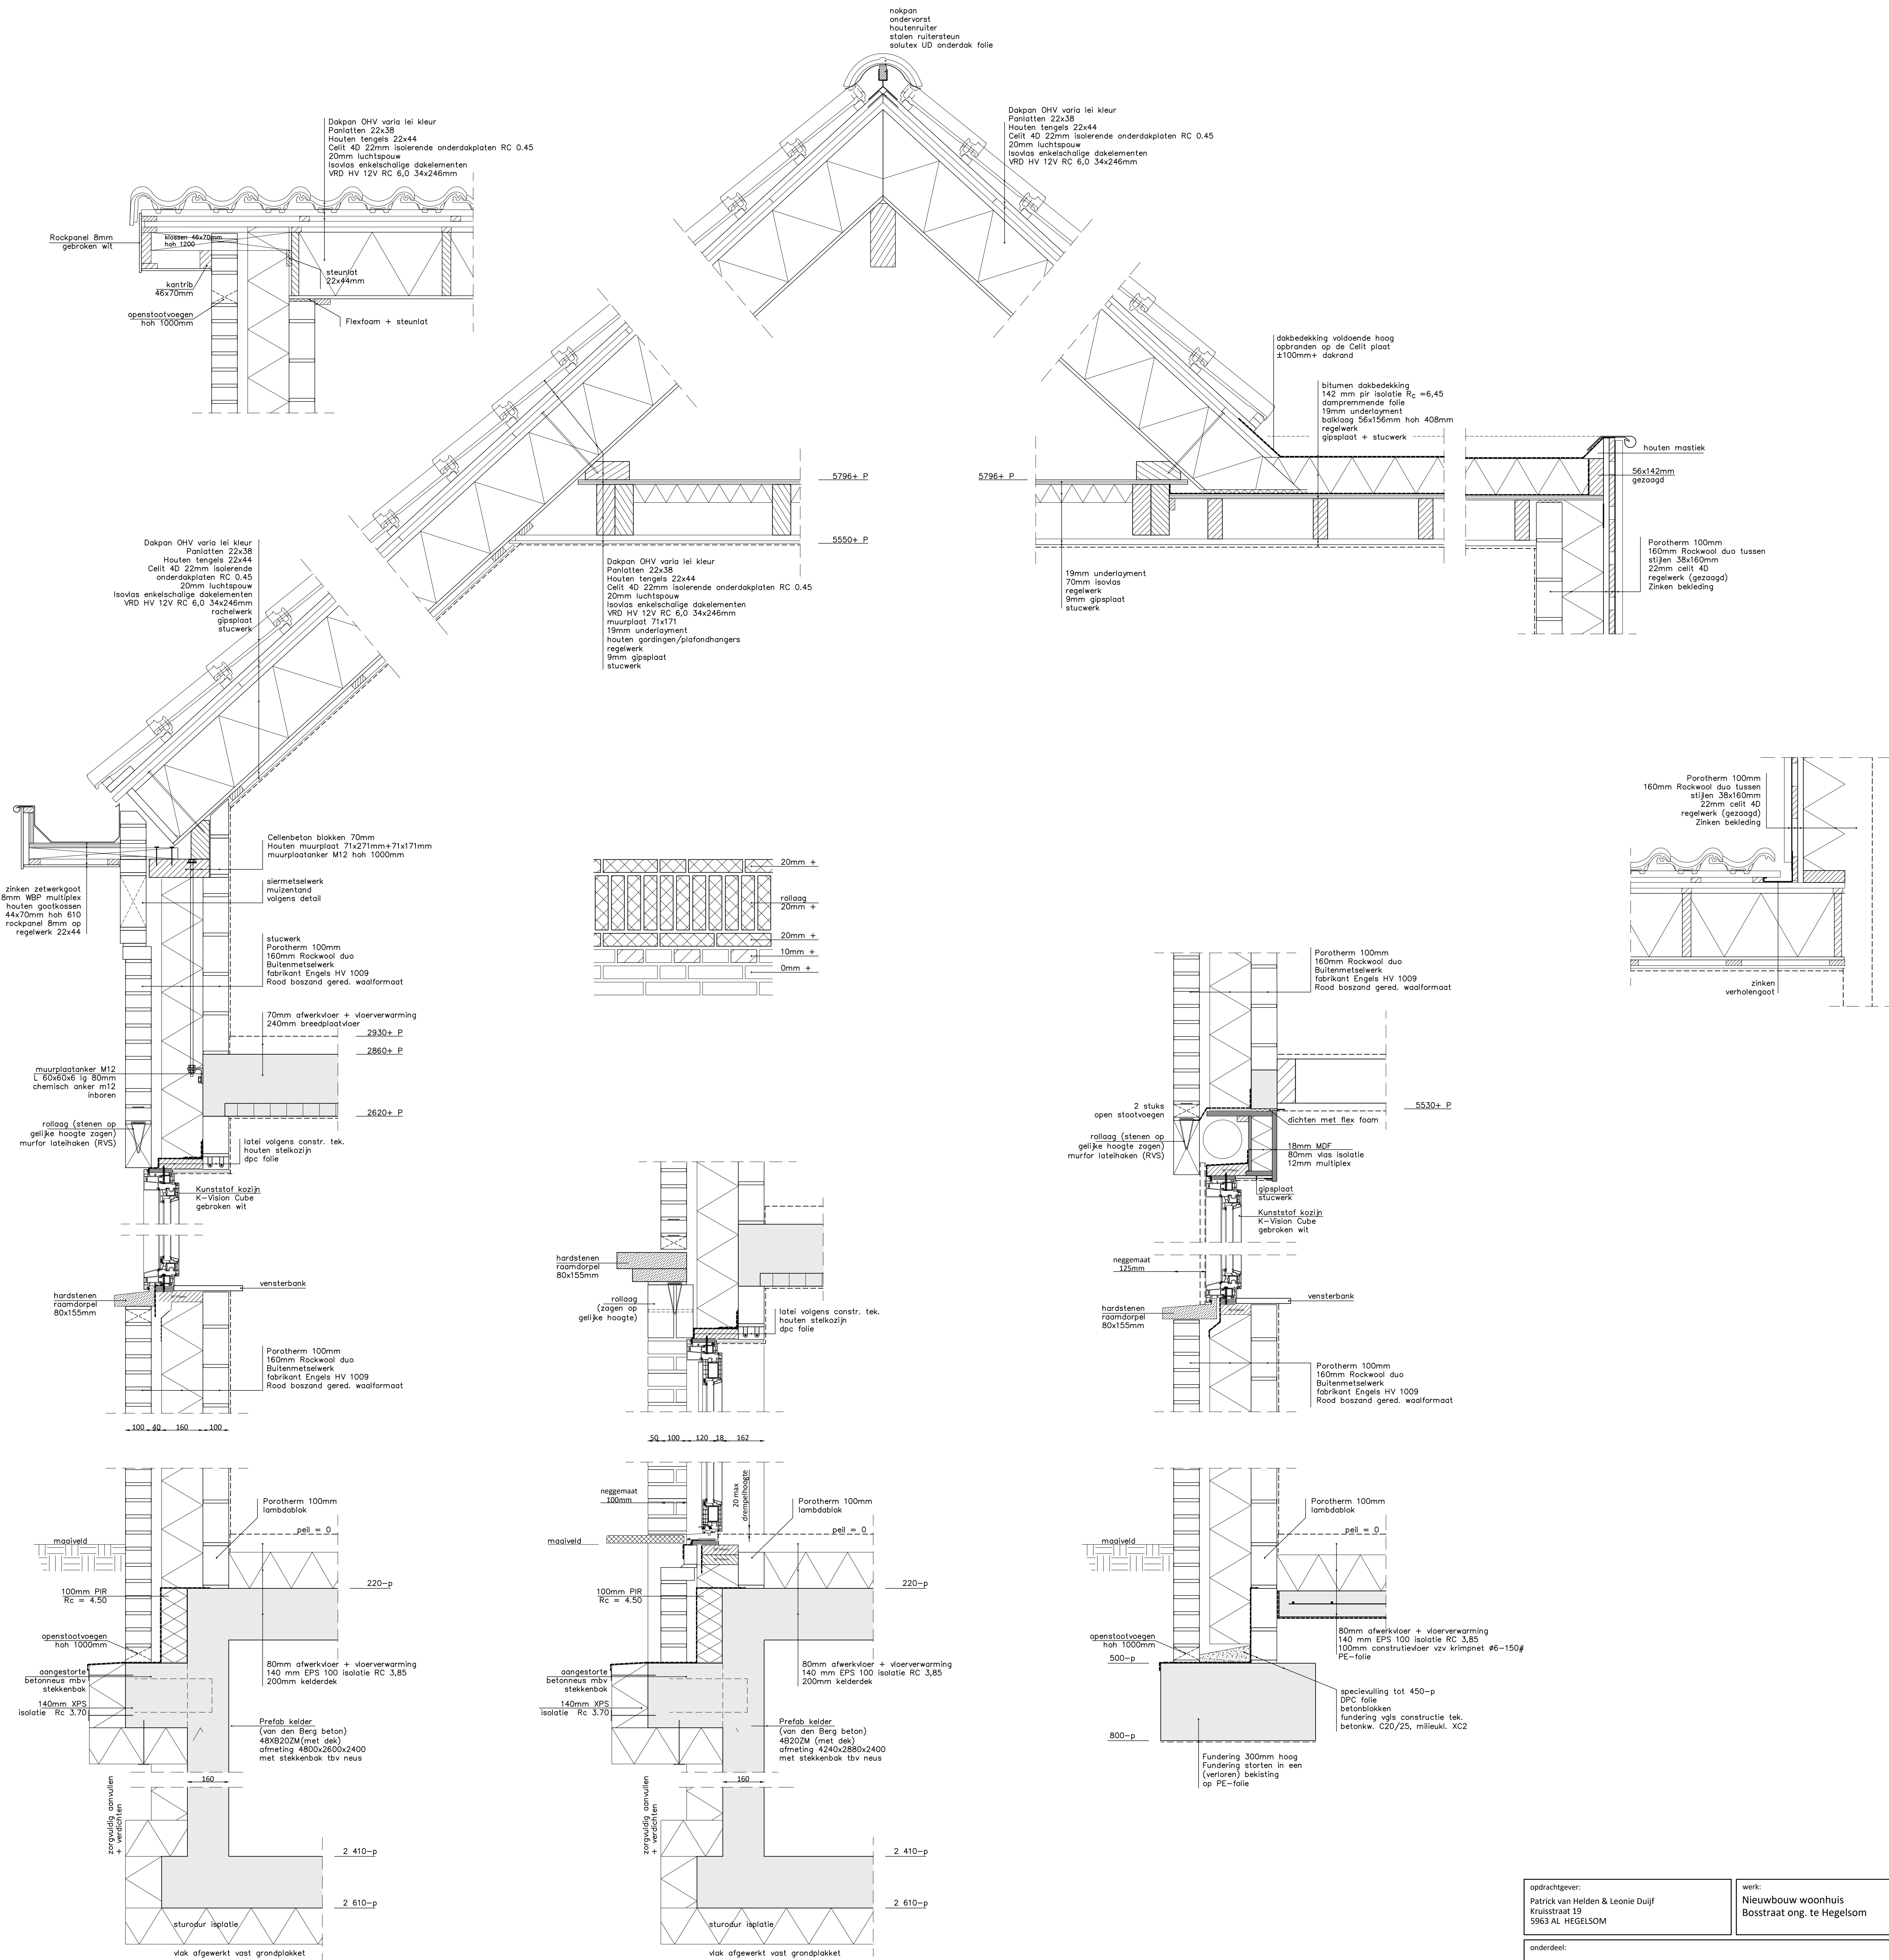 nokpan
ondervorst
houtenruiter
stalen ruitersteun
solutex UD onderdak folie
Dakpan OHV varia lei kleur
Panlatten 22x38
Houten tengels 22x44
Celit 4D 22mm isolerende onderdakplaten RC 0.45
20mm luchtspouw
Isovlas enkelschalige dakelementen
VRD HV 12V RC 6,0 34x246mm
Rockpanel 8mm
gebroken wit
klossen 46x70mm
hoh 1200
steunlat
22x44mm
kantrib
46x70mm
openstootvoegen
hoh 1000mm
Flexfoam + steunlat
Dakpan OHV varia lei kleur
Panlatten 22x38
Houten tengels 22x44
Celit 4D 22mm isolerende onderdakplaten RC 0.45
20mm luchtspouw
Isovlas enkelschalige dakelementen
VRD HV 12V RC 6,0 34x246mm
dakbedekking voldoende hoog
opbranden op de Celit plaat
±100mm+ dakrand
bitumen dakbedekking
142 mm pir isolatie RC =6,45
dampremmende folie
19mm underlayment
balklaag 56x156mm hoh 408mm
regelwerk
gipsplaat + stucwerk
houten mastiek
56x142mm
gezaagd
5796+ P
5550+ P
5796+ P
Porotherm 100mm
160mm Rockwool duo tussen
stijlen 38x160mm
22mm celit 4D
regelwerk (gezaagd)
Zinken bekleding
19mm underlayment
70mm isovlas
regelwerk
9mm gipsplaat
stucwerk
Dakpan OHV varia lei kleur
Panlatten 22x38
Houten tengels 22x44
Celit 4D 22mm isolerende
onderdakplaten RC 0.45
20mm luchtspouw
Isovlas enkelschalige dakelementen
VRD HV 12V RC 6,0 34x246mm
rachelwerk
gipsplaat
stucwerk
Dakpan OHV varia lei kleur
Panlatten 22x38
Houten tengels 22x44
Celit 4D 22mm isolerende onderdakplaten RC 0.45
20mm luchtspouw
Isovlas enkelschalige dakelementen
VRD HV 12V RC 6,0 34x246mm
muurplaat 71x171
19mm underlayment
houten gordingen/plafondhangers
regelwerk
9mm gipsplaat
stucwerk
Porotherm 100mm
160mm Rockwool duo tussen
stijlen 38x160mm
22mm celit 4D
regelwerk (gezaagd)
Zinken bekleding
zinken
verholengoot
Cellenbeton blokken 70mm
Houten muurplaat 71x271mm+71x171mm
muurplaatanker M12 hoh 1000mm
siermetselwerk
muizentand
volgens detail
zinken zetwerkgoot
8mm WBP multiplex
houten gootkossen
44x70mm hoh 610
rockpanel 8mm op
regelwerk 22x44
stucwerk
Porotherm 100mm
160mm Rockwool duo
Buitenmetselwerk
fabrikant Engels HV 1009
Rood boszand gered. waalformaat
70mm afwerkvloer + vloerverwarming
240mm breedplaatvloer
2930+ P
2860+ P
2620+ P
muurplaatanker M12
L 60x60x6 lg 80mm
chemisch anker m12
inboren
rollaag (stenen op
gelijke hoogte zagen)
murfor lateihaken (RVS)
latei volgens constr. tek.
houten stelkozijn
dpc folie
Kunststof kozijn
K-Vision Cube
gebroken wit
vensterbank
hardstenen
raamdorpel
80x155mm
Porotherm 100mm
160mm Rockwool duo
Buitenmetselwerk
fabrikant Engels HV 1009
Rood boszand gered. waalformaat
100 40 160 100
20mm +
rollaag
20mm +
20mm +
10mm +
0mm +
hardstenen
raamdorpel
80x155mm
rollaag
(zagen op
gelijke hoogte)
latei volgens constr. tek.
houten stelkozijn
dpc folie
50 100 120 18 162
Porotherm 100mm
160mm Rockwool duo
Buitenmetselwerk
fabrikant Engels HV 1009
Rood boszand gered. waalformaat
2 stuks
open stootvoegen
5530+ P
dichten met flex foam
rollaag (stenen op
gelijke hoogte zagen)
murfor lateihaken (RVS)
18mm MDF
80mm vlas isolatie
12mm multiplex
gipsplaat
stucwerk
Kunststof kozijn
K-Vision Cube
gebroken wit
neggemaat
125mm
vensterbank
hardstenen
raamdorpel
80x155mm
Porotherm 100mm
160mm Rockwool duo
Buitenmetselwerk
fabrikant Engels HV 1009
Rood boszand gered. waalformaat
Porotherm 100mm
lambdablok
peil = 0
maaiveld
220-p
100mm PIR
Rc = 4.50
openstootvoegen
hoh 1000mm
aangestorte
betonneus mbv
stekkenbak
140mm XPS
isolatie Rc 3.70
80mm afwerkvloer + vloerverwarming
140 mm EPS 100 isolatie RC 3,85
200mm kelderdek
Prefab kelder
(van den Berg beton)
48XB20ZM(met dek)
afmeting 4800x2600x2400
met stekkenbak tbv neus
160
zorgvuldig aanvullen
+ verdichten
2 410-p
2 610-p
sturodur isolatie
vlak afgewerkt vast grondplakket
neggemaat
100mm
20 max
drempelhoogte
Porotherm 100mm
lambdablok
peil = 0
maaiveld
220-p
100mm PIR
Rc = 4.50
aangestorte
betonneus mbv
stekkenbak
140mm XPS
isolatie Rc 3.70
80mm afwerkvloer + vloerverwarming
140 mm EPS 100 isolatie RC 3,85
200mm kelderdek
Prefab kelder
(van den Berg beton)
4B20ZM (met dek)
afmeting 4240x2880x2400
met stekkenbak tbv neus
160
zorgvuldig aanvullen
+ verdichten
2 410-p
2 610-p
sturodur isplatie
vlak afgewerkt vast grondplakket
Porotherm 100mm
lambdablok
peil = 0
maaiveld
openstootvoegen
hoh 1000mm
500-p
800-p
80mm afwerkvloer + vloerverwarming
140 mm EPS 100 isolatie RC 3,85
100mm construtievloer vzv krimpnet ø6-150#
PE-folie
specievulling tot 450-p
DPC folie
betonblokken
fundering vgls constructie tek.
betonkw. C20/25, milieukl. XC2
Fundering 300mm hoog
Fundering storten in een
(verloren) bekisting
op PE-folie
opdrachtgever:
Patrick van Helden & Leonie Duijf
Kruisstraat 19
5963 AL HEGELSOM
werk:
Nieuwbouw woonhuis
Bosstraat ong. te Hegelsom
onderdeel: